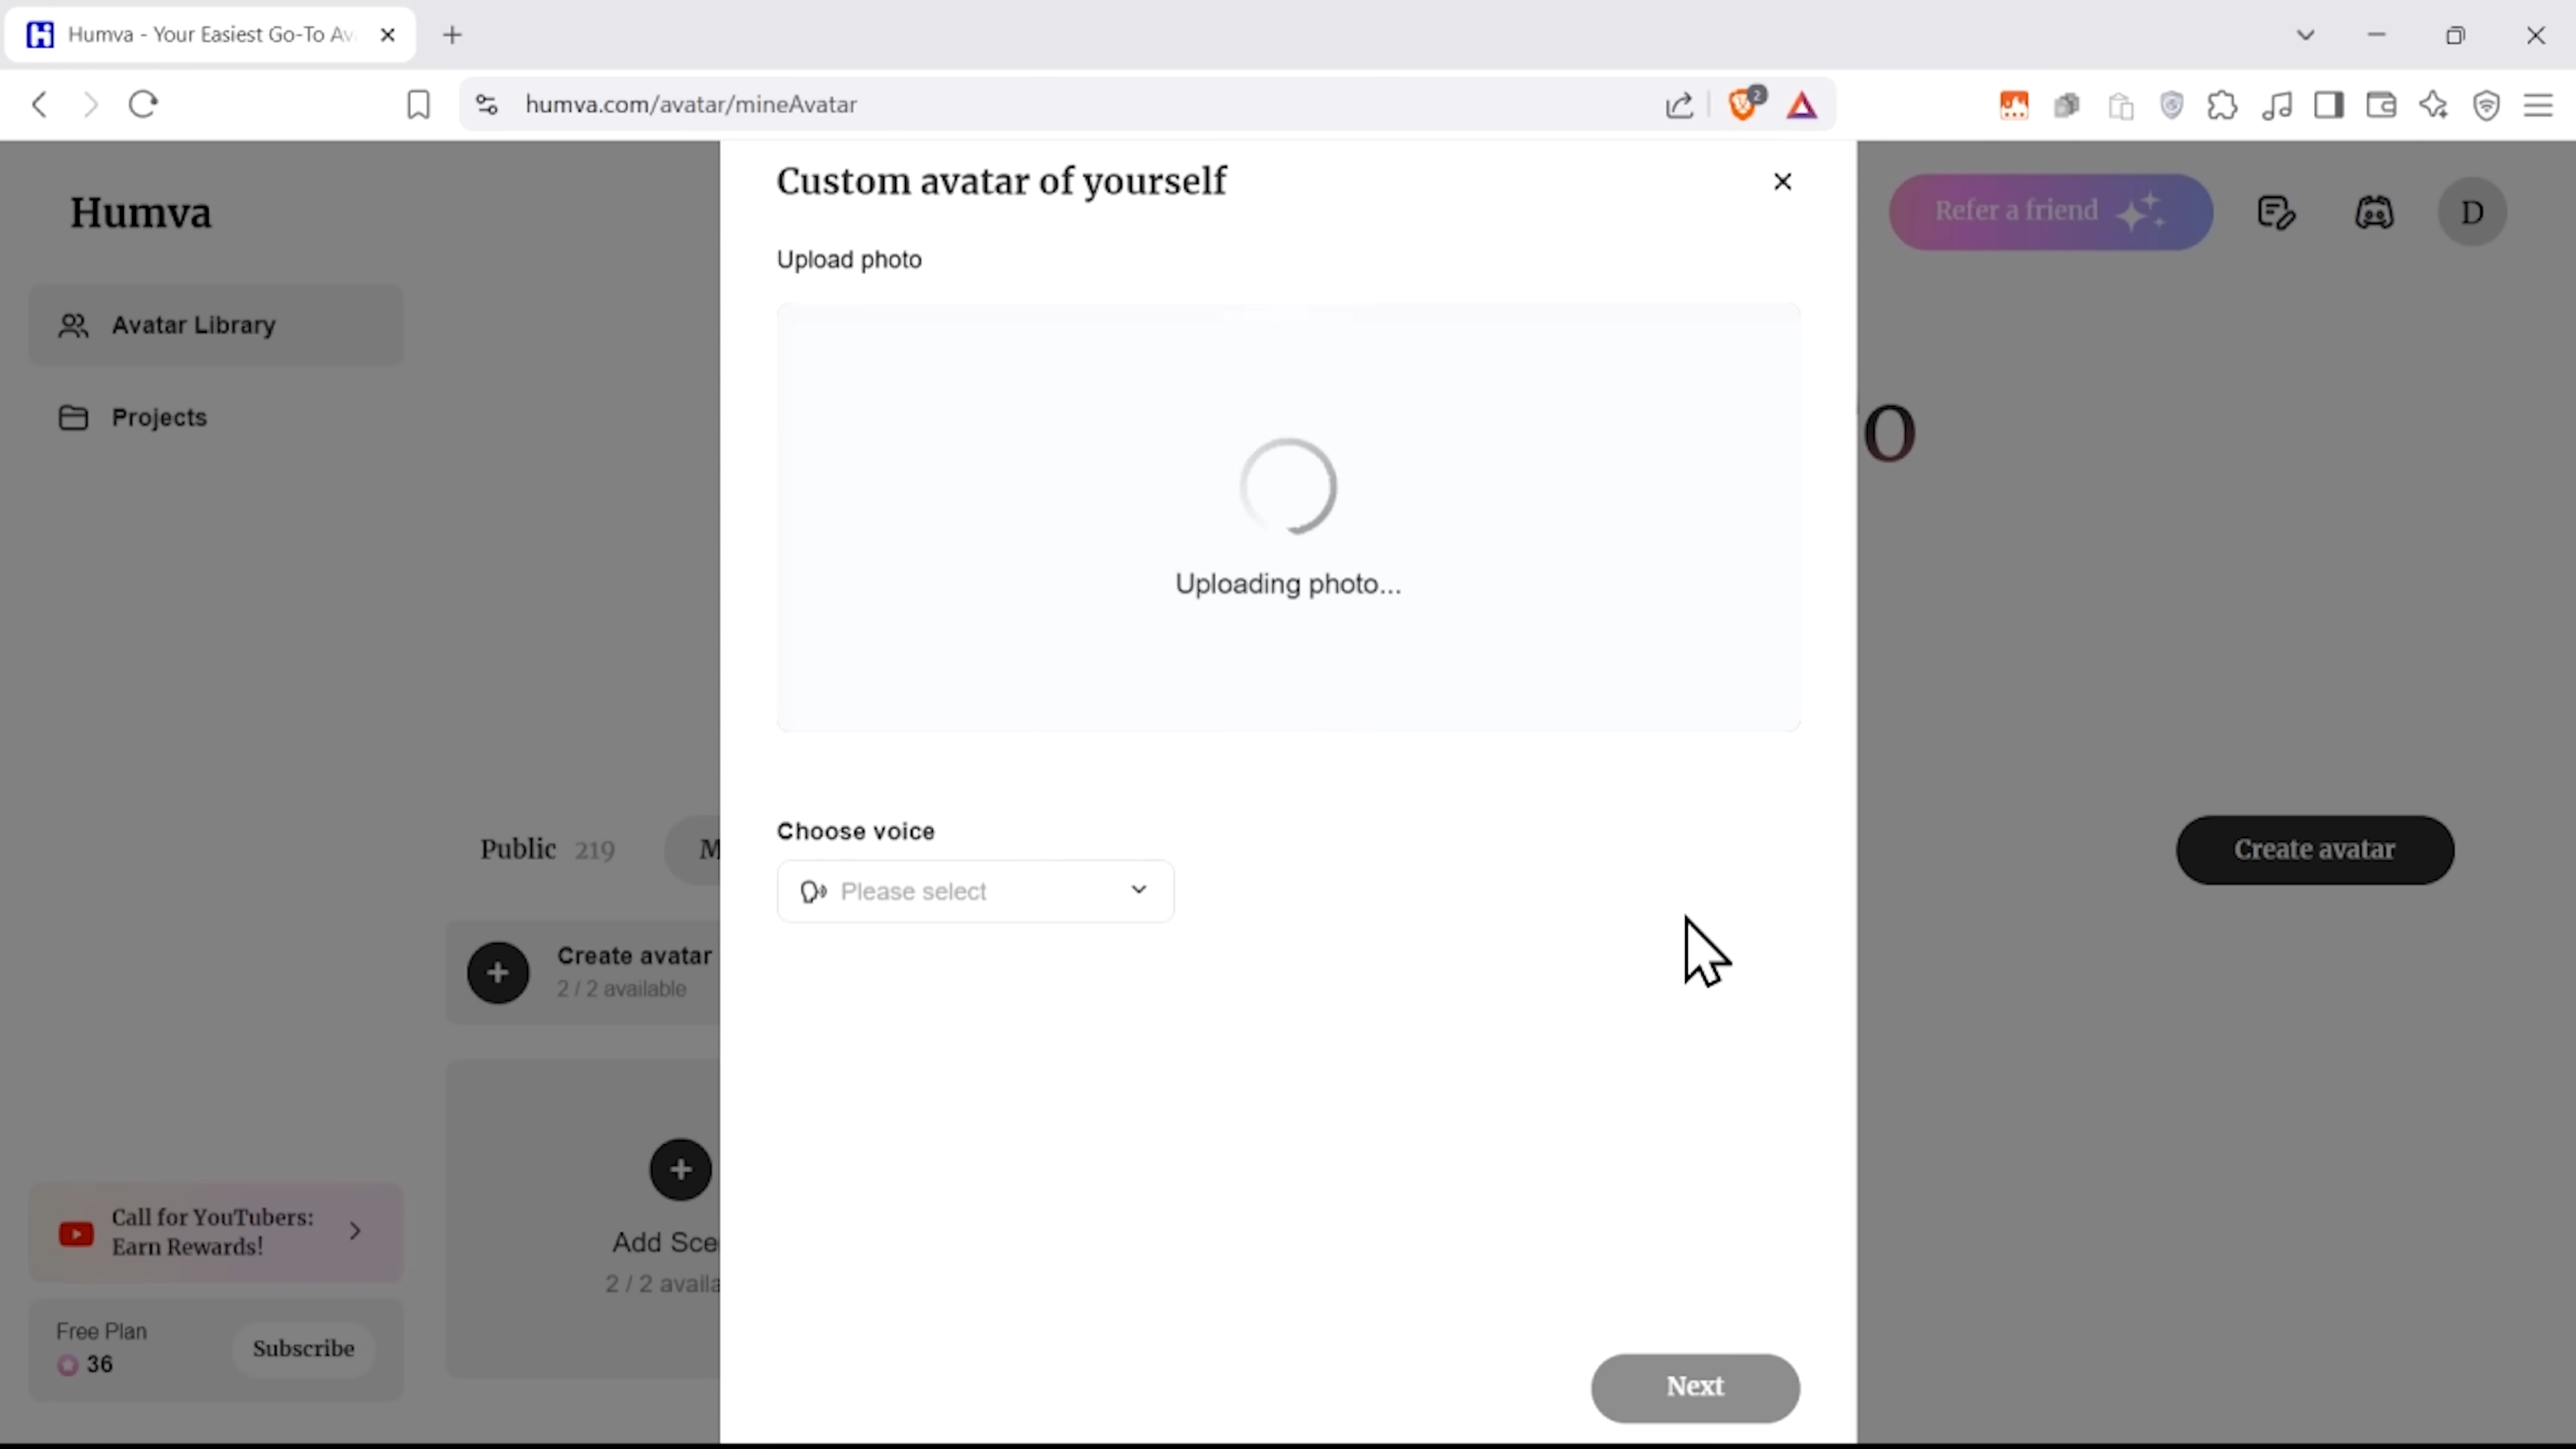 Humva - Your Easiest Go-To Av
humva.com/avatar/mineAvatar
2
Humva
Avatar Library
Projects
Custom avatar of yourself
Upload photo
Uploading photo...
Choose voice
Please select
Next
Refer a friend
D
o
Public 219
M
Create avatar
Create avatar
2 / 2 available
Add Sce
2 / 2 availa
Call for YouTubers:
Earn Rewards!
Free Plan
36
Subscribe